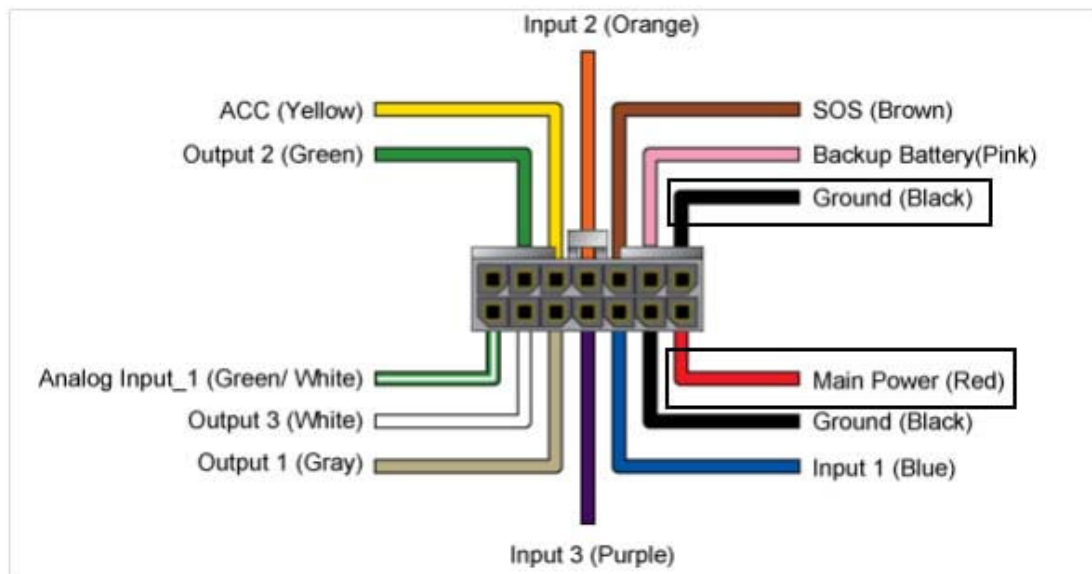 Input 2 (Orange)
ACC (Yellow)
SOS (Brown)
Output 2 (Green)
Backup Battery(Pink)
Ground (Black)
Analog Input_1 (Green/ White)
Main Power (Red)
Output 3 (White)
Ground (Black)
Output 1 (Gray)
Input 1 (Blue)
Input 3 (Purple)